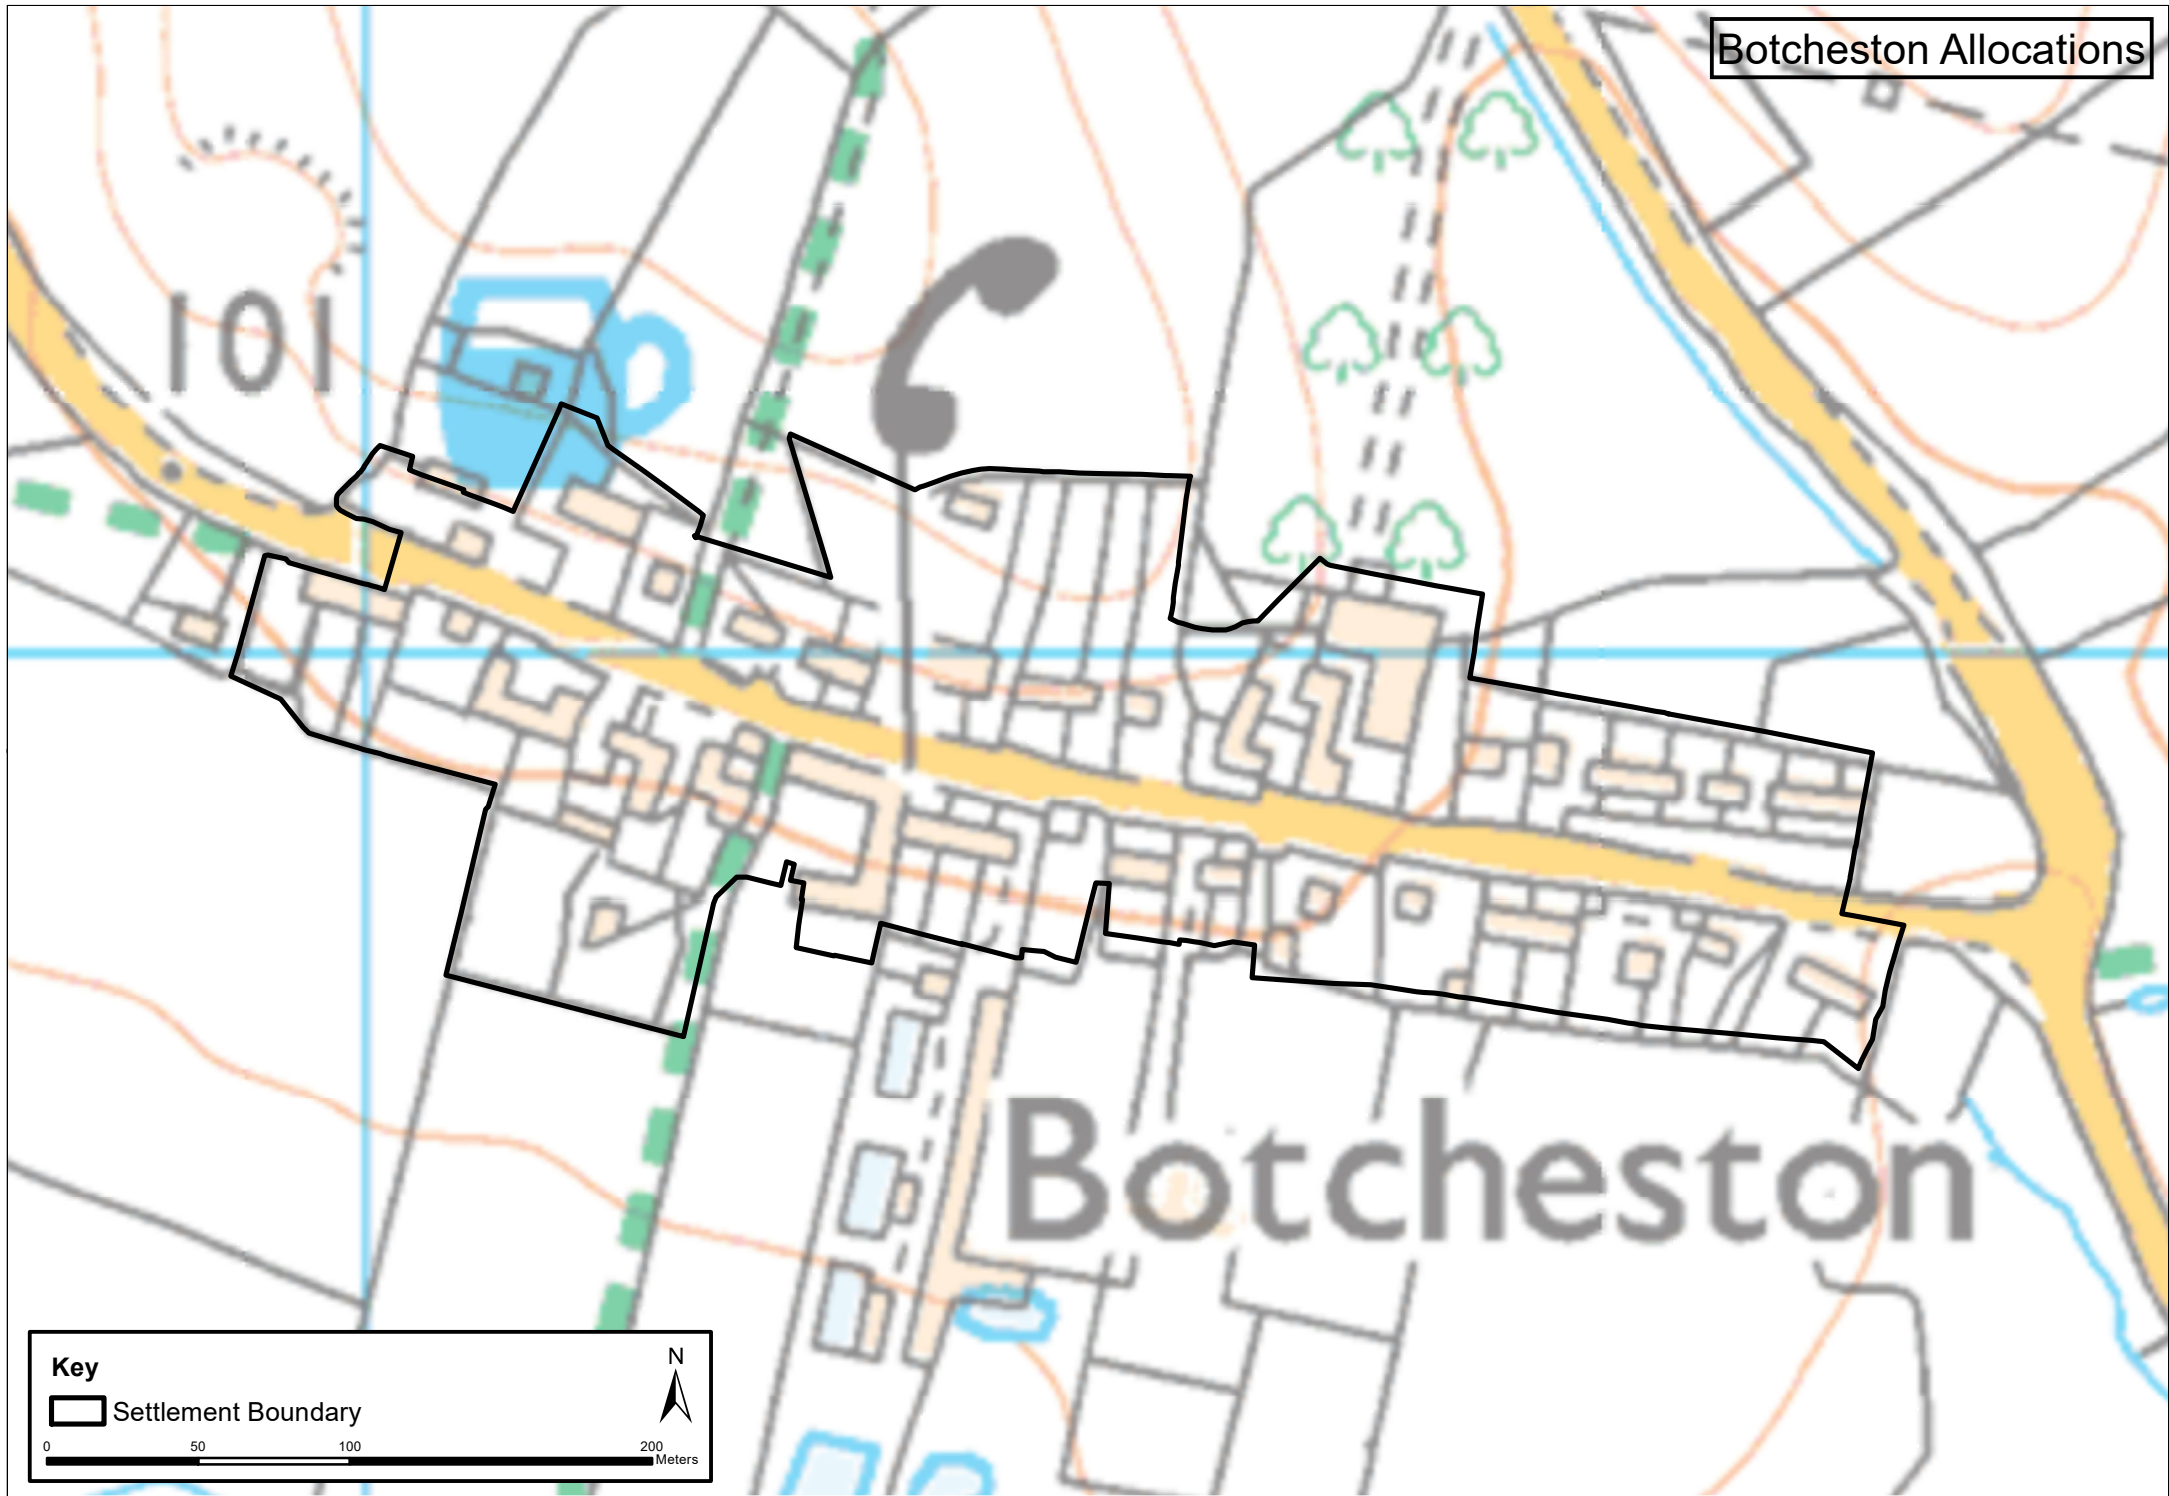 Botcheston Allocations
101
Botcheston
Key
N
Settlement Boundary
0 50 100 200
Meters